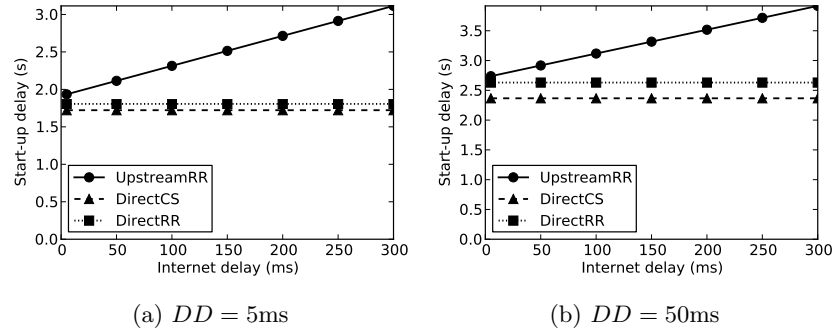 3.0
2.5
2.0
1.5
1.0
0.5
0.0
Start-up delay (s)
UpstreamRR
DirectCS
DirectRR
0 50 100 150 200 250 300
Internet delay (ms)
(a) DD = 5ms
3.5
3.0
2.5
2.0
1.5
1.0
0.5
0.0
Start-up delay (s)
UpstreamRR
DirectCS
DirectRR
0 50 100 150 200 250 300
Internet delay (ms)
(b) DD = 50ms